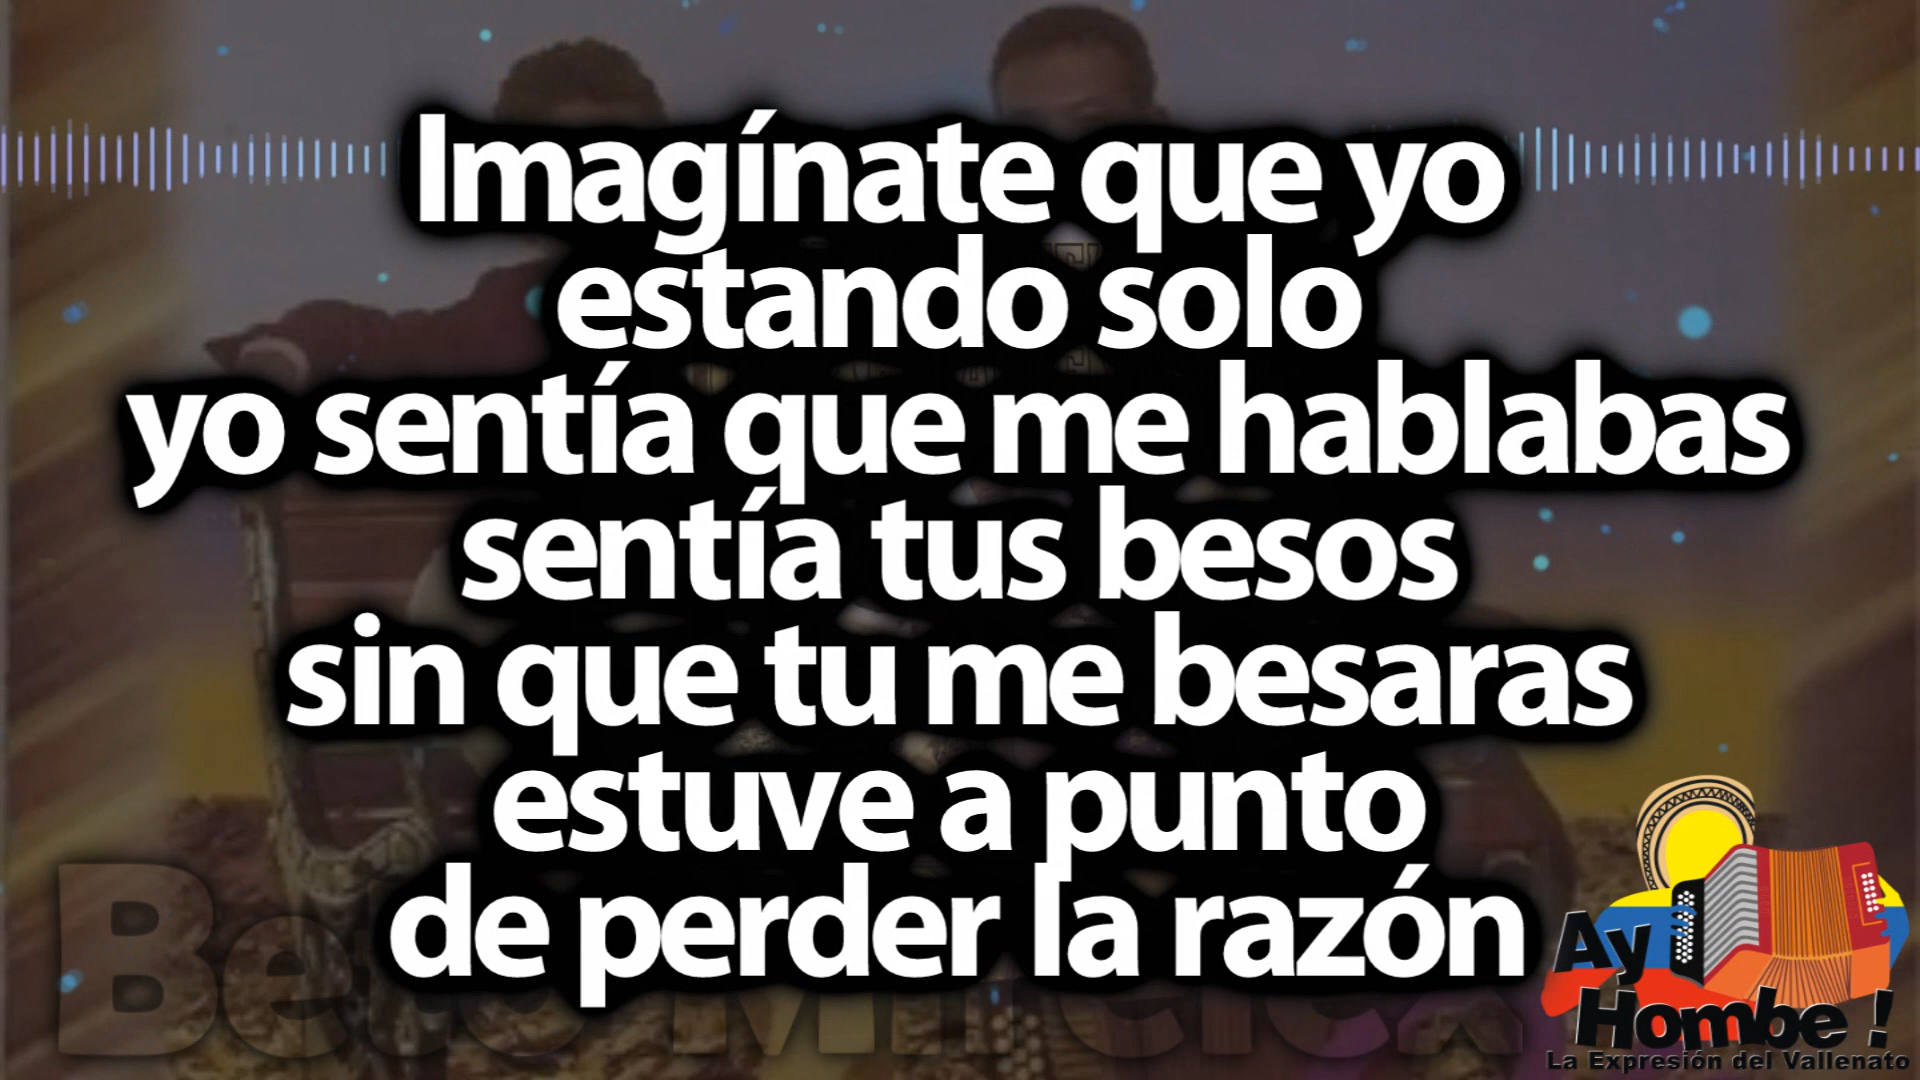 Imagínate que yo
estando solo
yo sentía que me hablabas
sentía tus besos
sin que tu me besaras
estuve a punto
de perder la razón
Ay
Hombe !
La Expresión del Vallenato